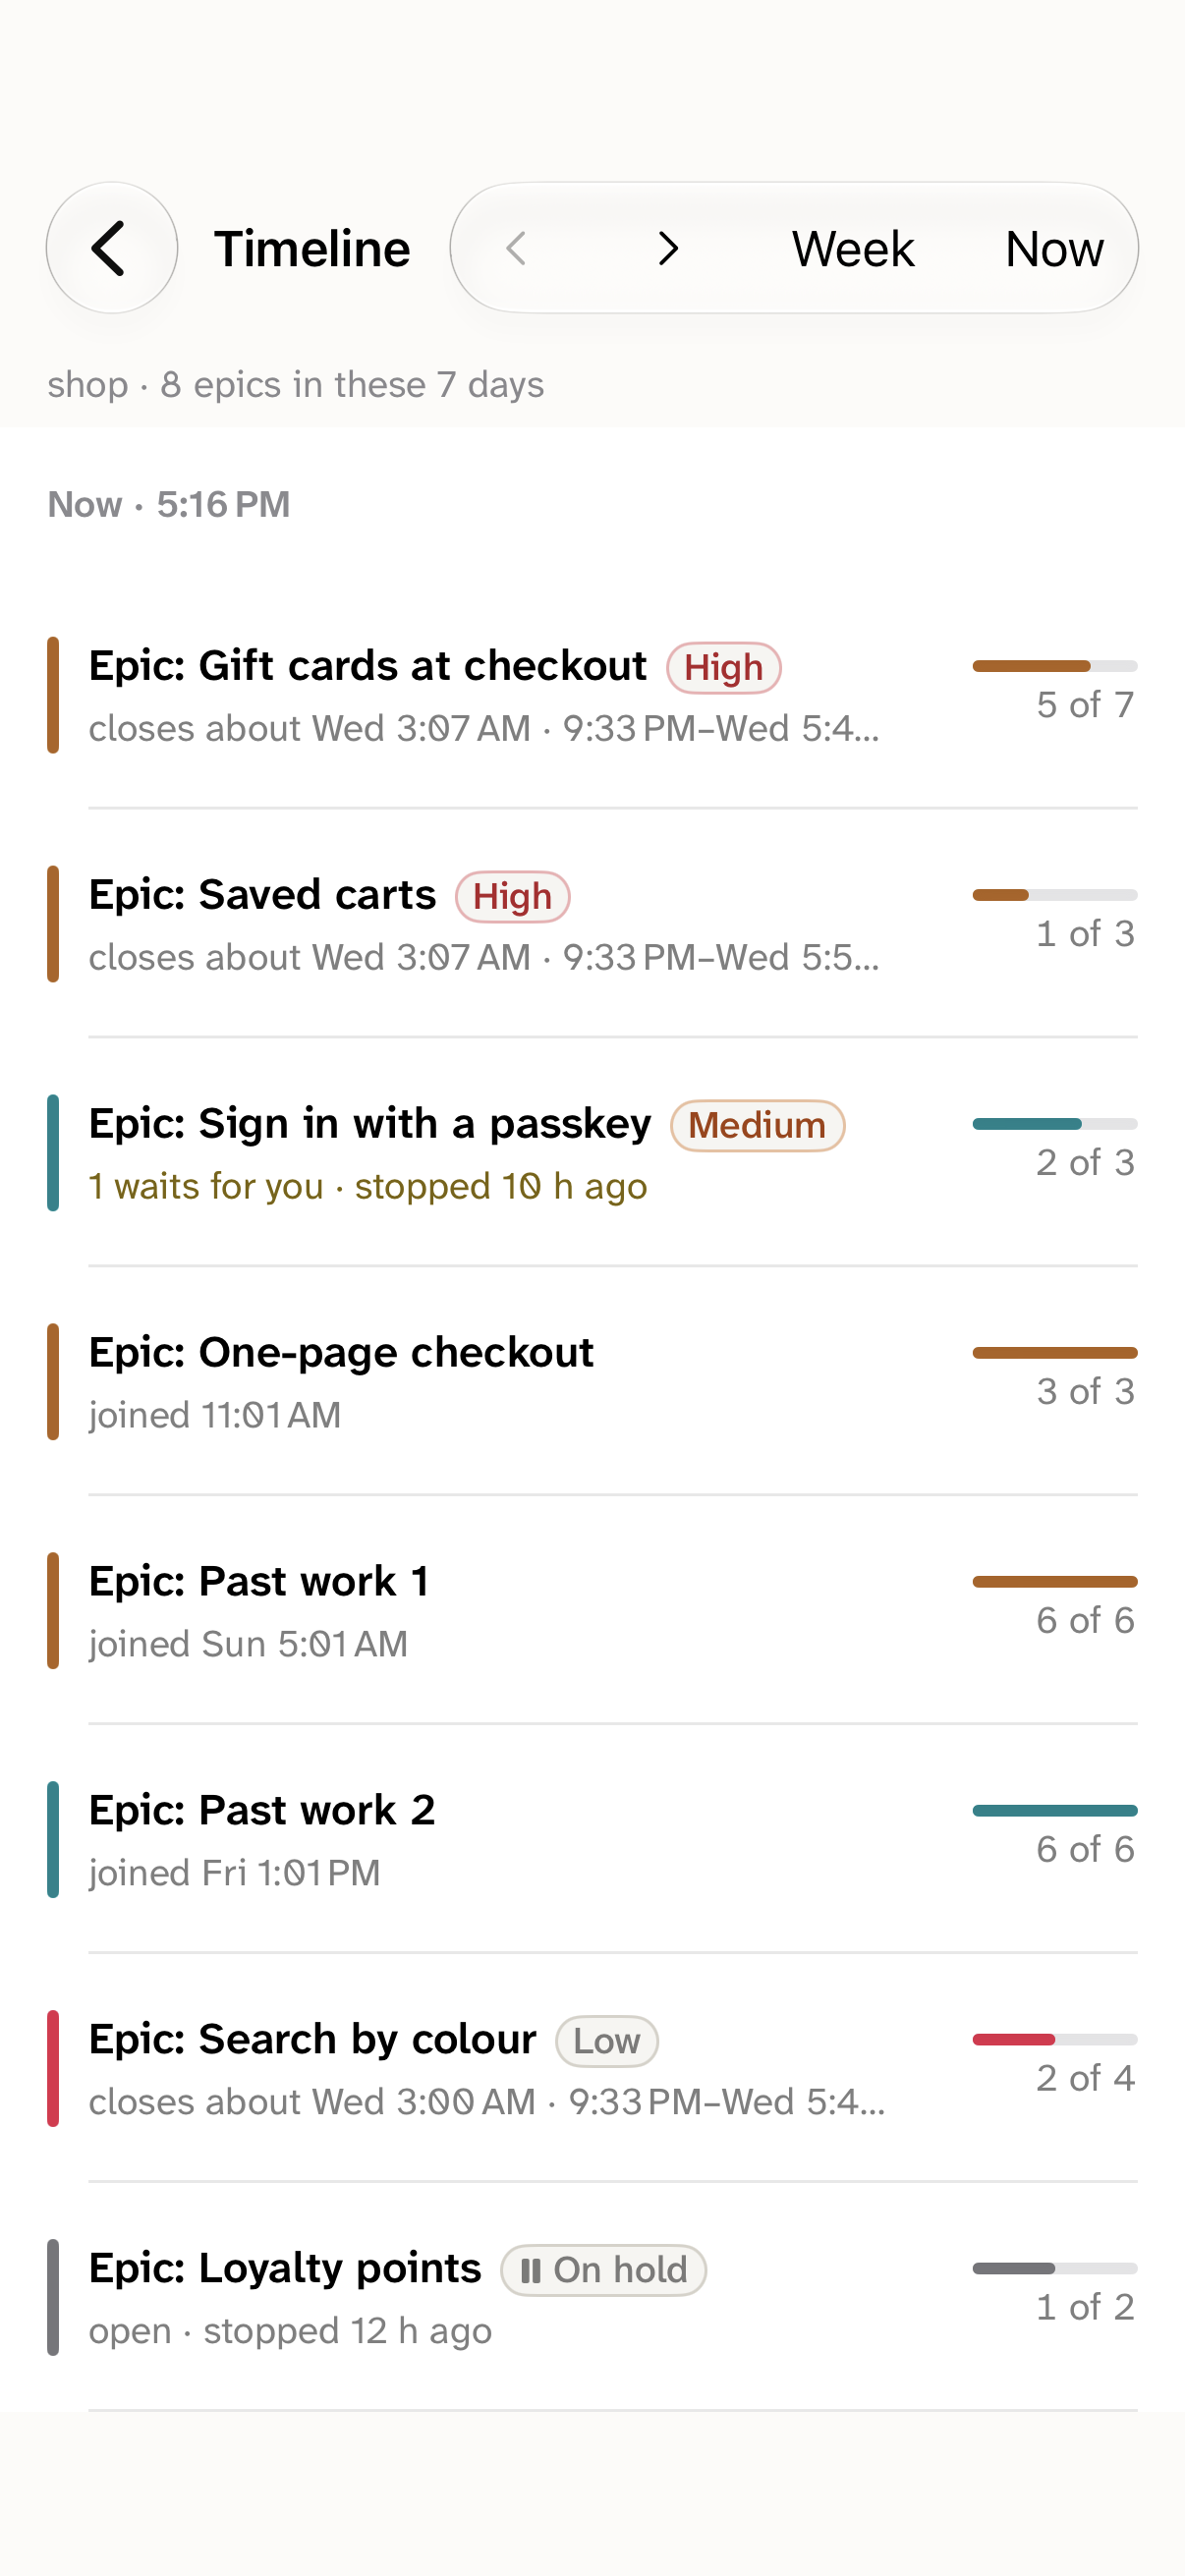 Timeline
Week
Now
shop · 8 epics in these 7 days
Now · 5:16 PM
Epic: Gift cards at checkout High
5 of 7
closes about Wed 3:07 AM · 9:33 PM–Wed 5:4...
Epic: Saved carts High
1 of 3
closes about Wed 3:07 AM · 9:33 PM–Wed 5:5...
Epic: Sign in with a passkey Medium
2 of 3
1 waits for you · stopped 10 h ago
Epic: One-page checkout
3 of 3
joined 11:01 AM
Epic: Past work 1
6 of 6
joined Sun 5:01 AM
Epic: Past work 2
6 of 6
joined Fri 1:01 PM
Epic: Search by colour Low
2 of 4
closes about Wed 3:00 AM · 9:33 PM–Wed 5:4...
Epic: Loyalty points On hold
1 of 2
open · stopped 12 h ago